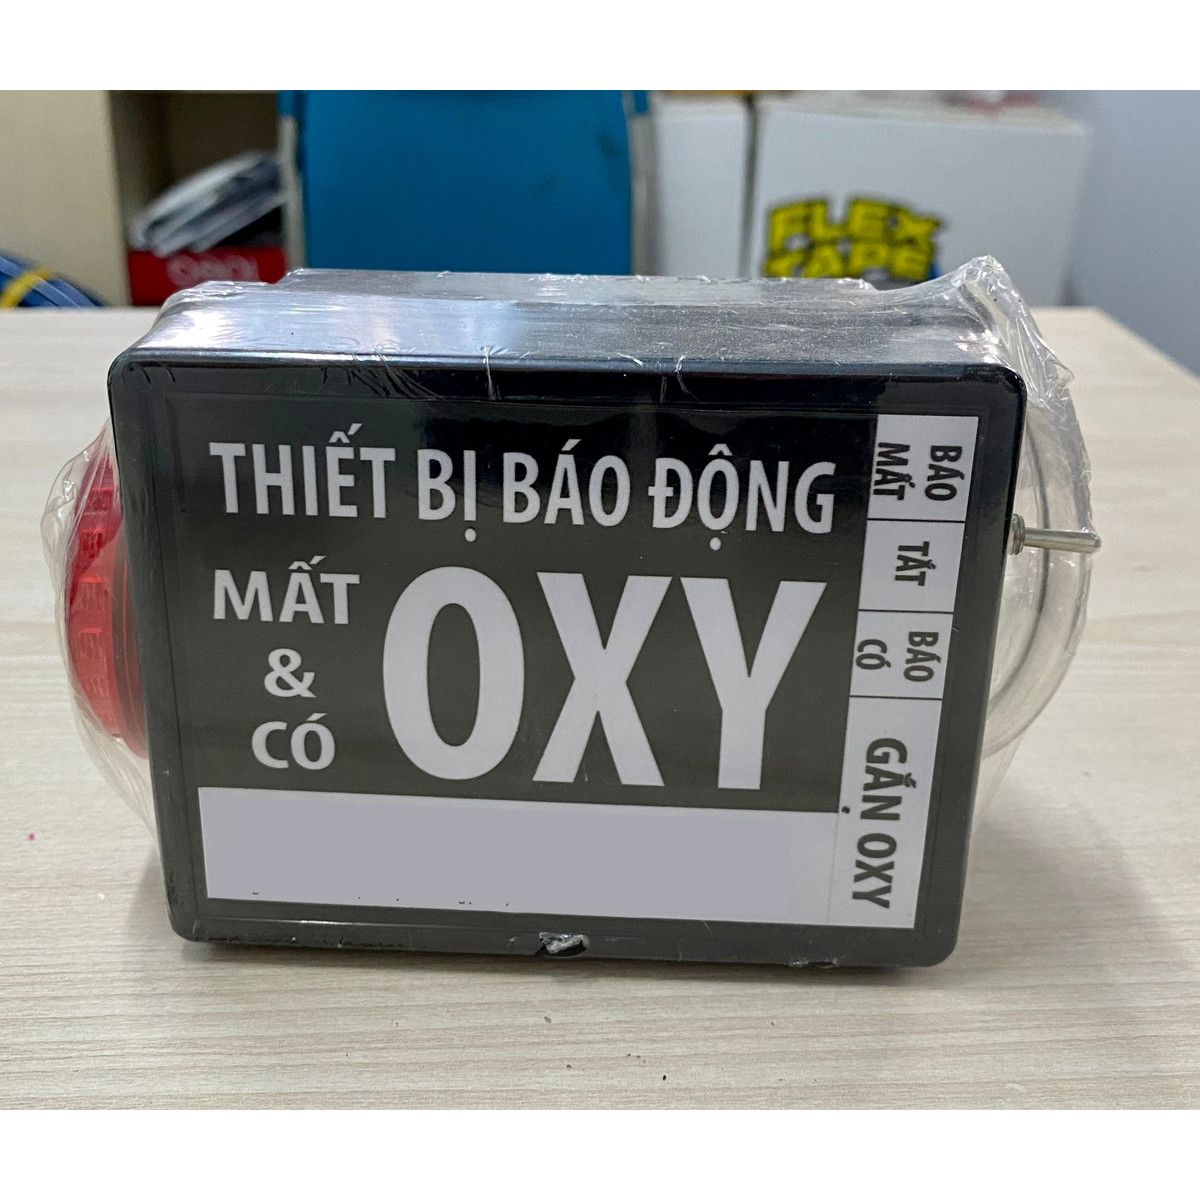 THIẾT BỊ BÁO ĐỘNG
MẤT
&
CÓ
OXY
BÁO
MẤT
TẮT
BÁO
CÓ
GẮN OXY
FLEX
TAPE